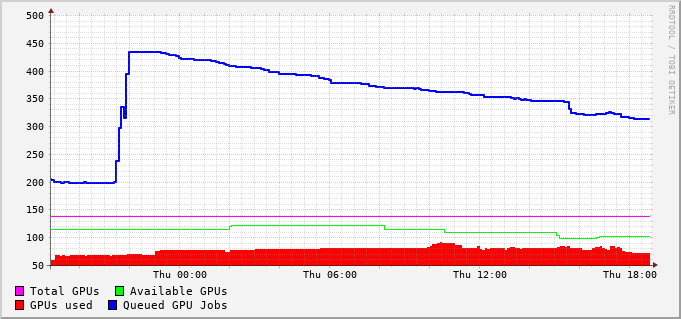 500
450
400
350
300
250
200
150
100
50
Thu 00:00
Thu 06:00
Thu 12:00
Thu 18:00
RRDTOOL / TOBI OETIKER
Total GPUs
Available GPUs
GPUs used
Queued GPU Jobs